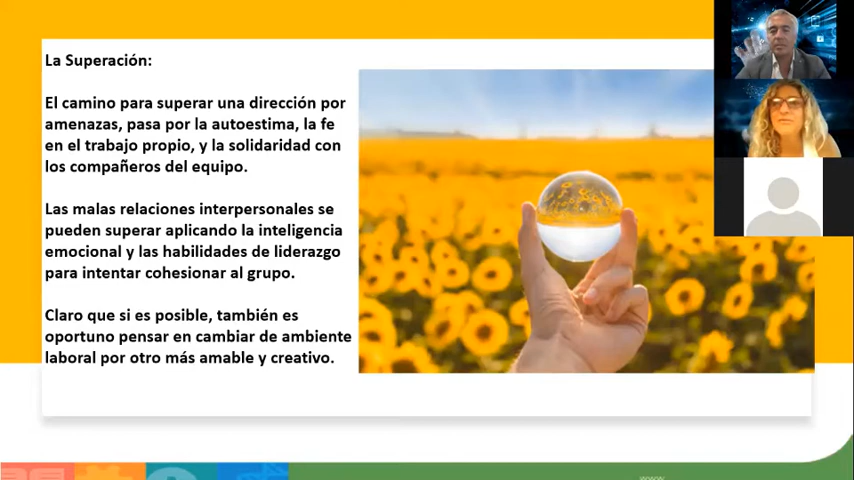 La Superación:
El camino para superar una dirección por
amenazas, pasa por la autoestima, la fe
en el trabajo propio, y la solidaridad con
los compañeros del equipo.
Las malas relaciones interpersonales se
pueden superar aplicando la inteligencia
emocional y las habilidades de liderazgo
para intentar cohesionar al grupo.
Claro que si es posible, también es
oportuno pensar en cambiar de ambiente
laboral por otro más amable y creativo.
www